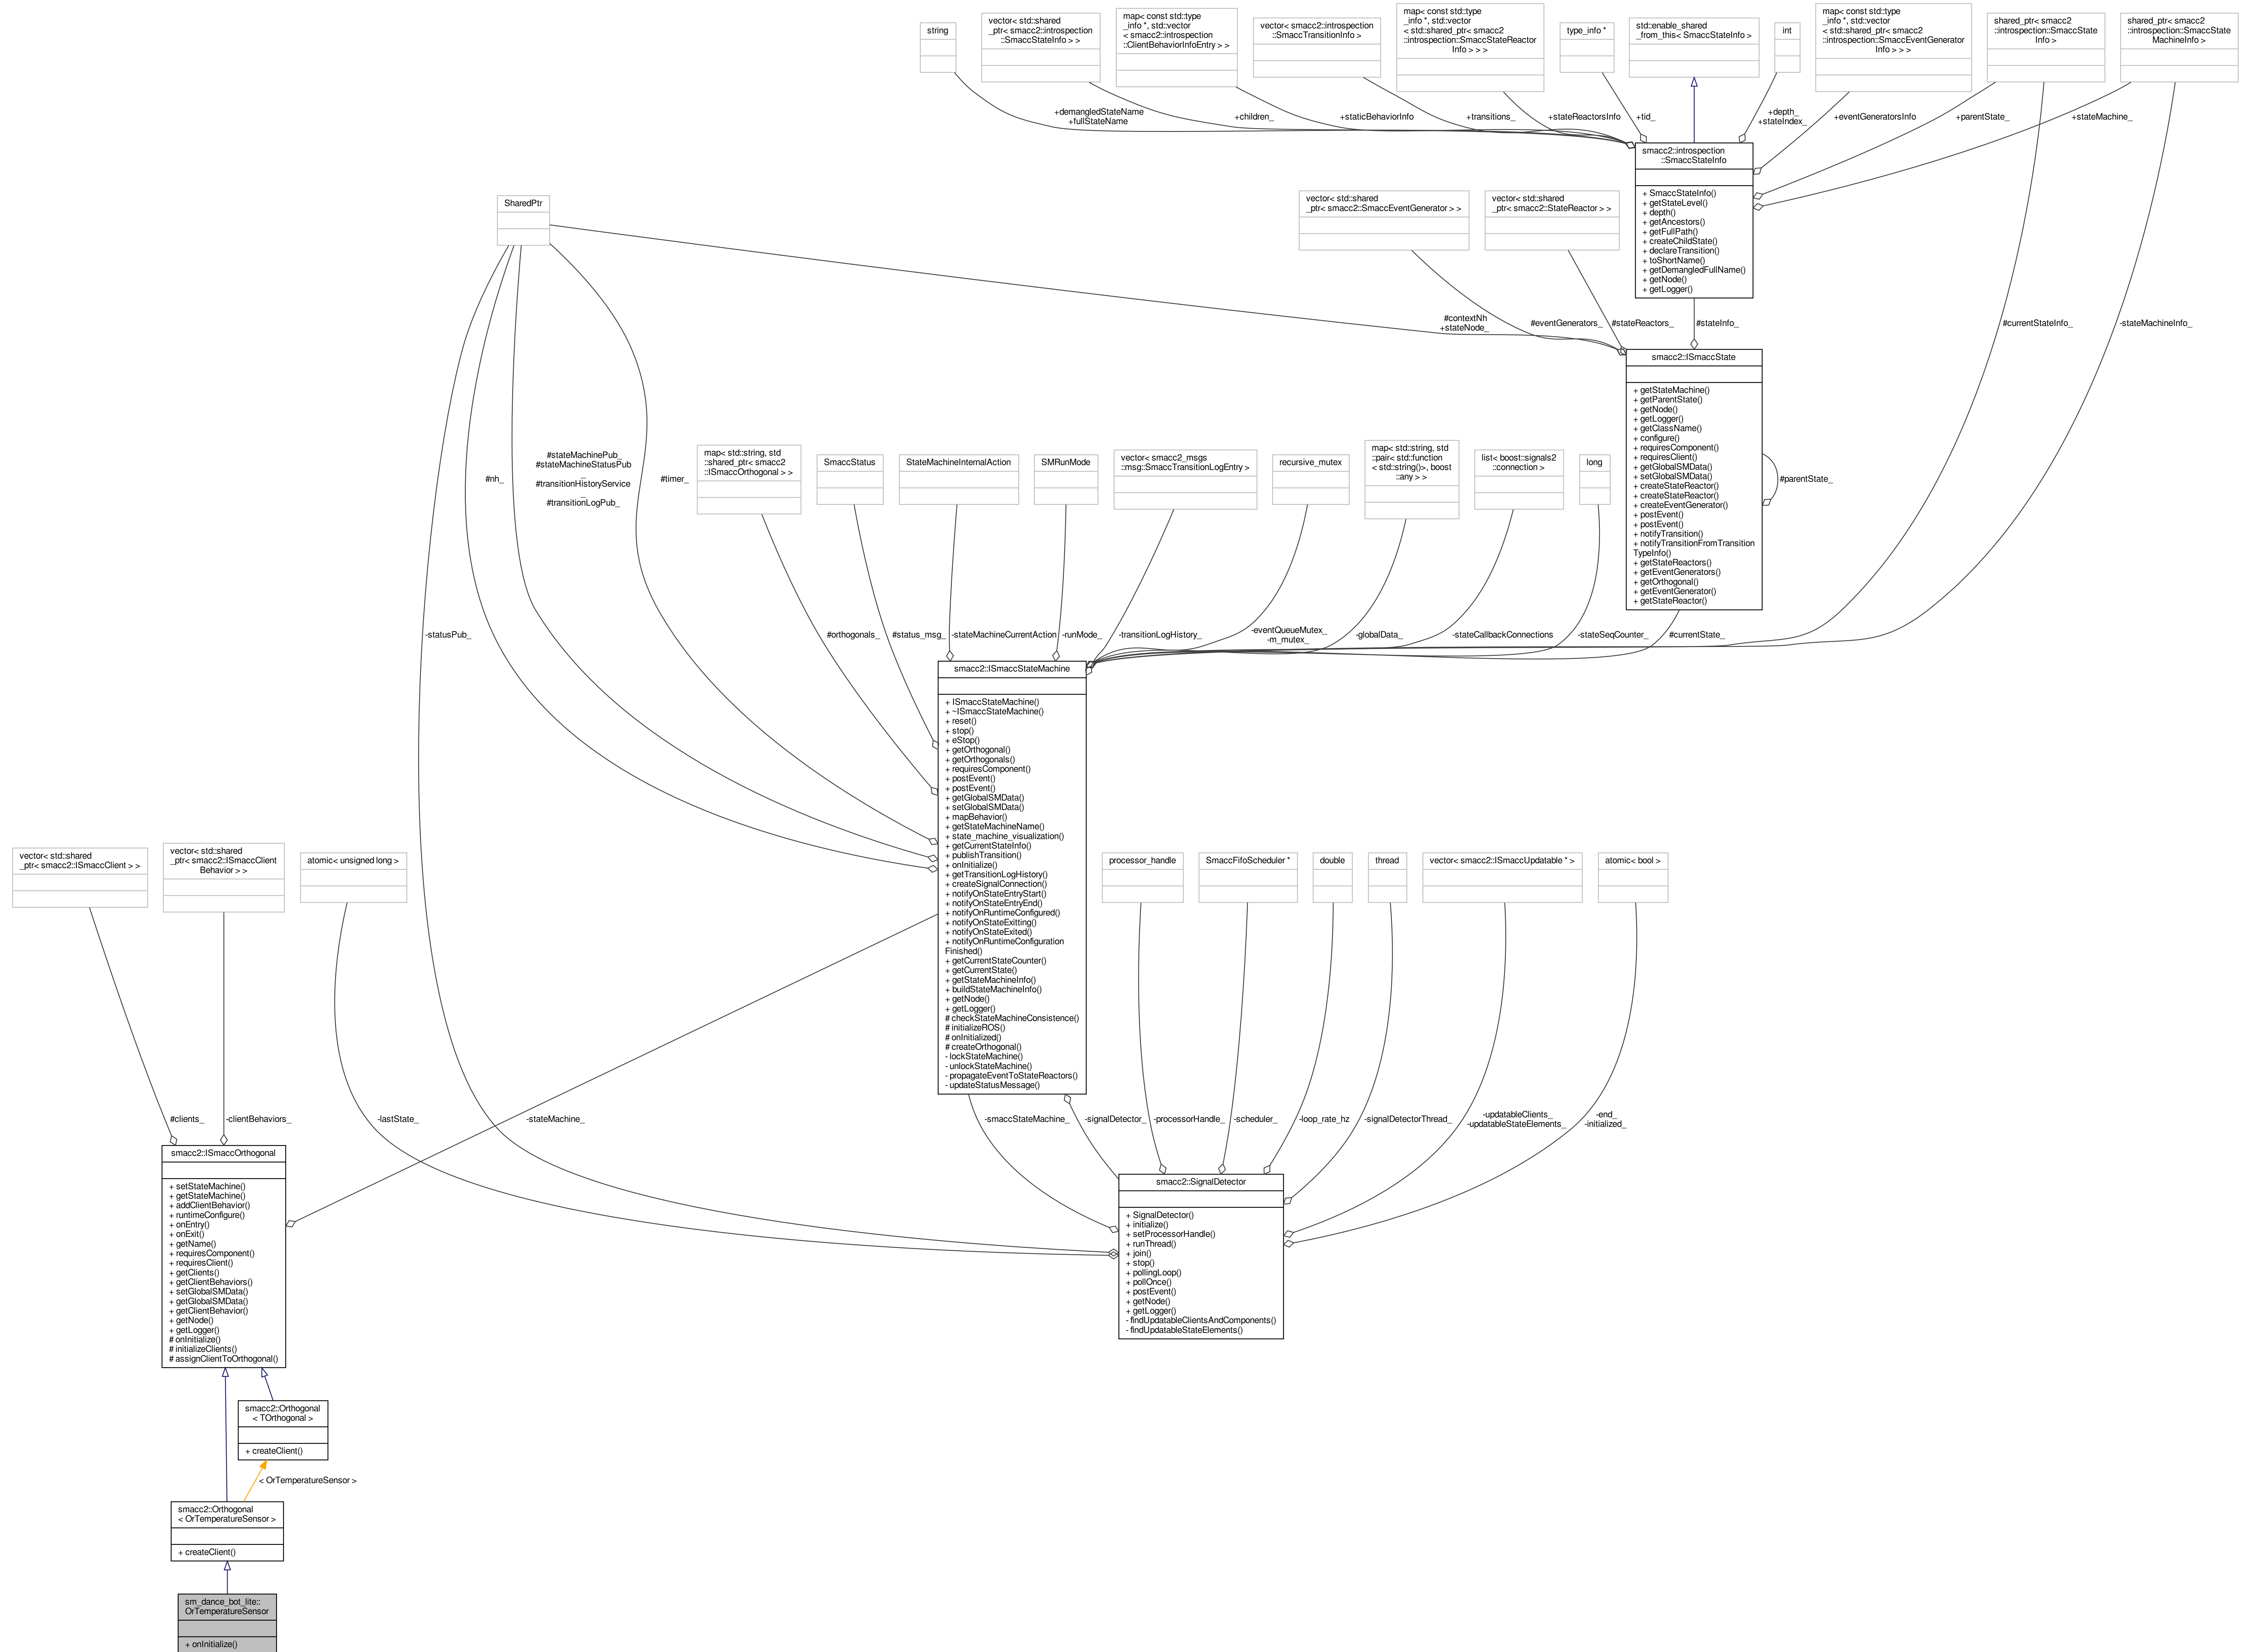 string
vector< std::shared
_ptr< smacc2::introspection
::SmaccStateInfo > >
map< const std::type
_info *, std::vector
< smacc2::introspection
::ClientBehaviorInfoEntry > >
vector< smacc2::introspection
::SmaccTransitionInfo >
map< const std::type
_info *, std::vector
< std::shared_ptr< smacc2
::introspection::SmaccStateReactor
Info > > >
type_info *
std::enable_shared
_from_this< SmaccStateInfo >
int
map< const std::type
_info *, std::vector
< std::shared_ptr< smacc2
::introspection::SmaccEventGenerator
Info > > >
shared_ptr< smacc2
::introspection::SmaccState
Info >
shared_ptr< smacc2
::introspection::SmaccState
MachineInfo >
+demangledStateName
+fullStateName
+children_
+staticBehaviorInfo
+transitions_
+stateReactorsInfo
+tid_
+depth_
+stateIndex_
+eventGeneratorsInfo
+parentState_
+stateMachine_
smacc2::introspection
::SmaccStateInfo
+ SmaccStateInfo()
+ getStateLevel()
+ depth()
+ getAncestors()
+ getFullPath()
+ createChildState()
+ declareTransition()
+ toShortName()
+ getDemangledFullName()
+ getNode()
+ getLogger()
SharedPtr
vector< std::shared
_ptr< smacc2::SmaccEventGenerator > >
vector< std::shared
_ptr< smacc2::StateReactor > >
#contextNh
+stateNode_
#eventGenerators_
#stateReactors_
#stateInfo_
#currentStateInfo_
-stateMachineInfo_
smacc2::ISmaccState
+ getStateMachine()
+ getParentState()
+ getNode()
+ getLogger()
+ getClassName()
+ configure()
+ requiresComponent()
+ requiresClient()
+ getGlobalSMData()
+ setGlobalSMData()
+ createStateReactor()
+ createStateReactor()
+ createEventGenerator()
+ postEvent()
+ postEvent()
+ notifyTransition()
+ notifyTransitionFromTransition
TypeInfo()
+ getStateReactors()
+ getEventGenerators()
+ getOrthogonal()
+ getEventGenerator()
+ getStateReactor()
#parentState_
#nh_
#stateMachinePub_
#stateMachineStatusPub
_
#transitionHistoryService
_
#transitionLogPub_
#timer_
map< std::string, std
::shared_ptr< smacc2
::ISmaccOrthogonal > >
SmaccStatus
StateMachineInternalAction
SMRunMode
vector< smacc2_msgs
::msg::SmaccTransitionLogEntry >
recursive_mutex
map< std::string, std
::pair< std::function
< std::string()>, boost
::any > >
list< boost::signals2
::connection >
long
-statusPub_
#orthogonals_
#status_msg_
-stateMachineCurrentAction
-runMode_
-transitionLogHistory_
-eventQueueMutex_
-m_mutex_
-globalData_
-stateCallbackConnections
-stateSeqCounter_
#currentState_
smacc2::ISmaccStateMachine
+ ISmaccStateMachine()
+ ~ISmaccStateMachine()
+ reset()
+ stop()
+ eStop()
+ getOrthogonal()
+ getOrthogonals()
+ requiresComponent()
+ postEvent()
+ postEvent()
+ getGlobalSMData()
+ setGlobalSMData()
+ mapBehavior()
+ getStateMachineName()
+ state_machine_visualization()
+ getCurrentStateInfo()
+ publishTransition()
+ onInitialize()
+ getTransitionLogHistory()
+ createSignalConnection()
+ notifyOnStateEntryStart()
+ notifyOnStateEntryEnd()
+ notifyOnRuntimeConfigured()
+ notifyOnStateExitting()
+ notifyOnStateExited()
+ notifyOnRuntimeConfiguration
Finished()
+ getCurrentStateCounter()
+ getCurrentState()
+ getStateMachineInfo()
+ buildStateMachineInfo()
+ getNode()
+ getLogger()
# checkStateMachineConsistence()
# initializeROS()
# onInitialized()
# createOrthogonal()
- lockStateMachine()
- unlockStateMachine()
- propagateEventToStateReactors()
- updateStatusMessage()
vector< std::shared
_ptr< smacc2::ISmaccClient > >
vector< std::shared
_ptr< smacc2::ISmaccClient
Behavior > >
atomic< unsigned long >
processor_handle
SmaccFifoScheduler *
double
thread
vector< smacc2::ISmaccUpdatable * >
atomic< bool >
#clients_
-clientBehaviors_
-lastState_
-stateMachine_
-smaccStateMachine_
-signalDetector_
-processorHandle_
-scheduler_
-loop_rate_hz
-signalDetectorThread_
-updatableClients_
-updatableStateElements_
-end_
-initialized_
smacc2::ISmaccOrthogonal
+ setStateMachine()
+ getStateMachine()
+ addClientBehavior()
+ runtimeConfigure()
+ onEntry()
+ onExit()
+ getName()
+ requiresComponent()
+ requiresClient()
+ getClients()
+ getClientBehaviors()
+ setGlobalSMData()
+ getGlobalSMData()
+ getClientBehavior()
+ getNode()
+ getLogger()
# onInitialize()
# initializeClients()
# assignClientToOrthogonal()
smacc2::SignalDetector
+ SignalDetector()
+ initialize()
+ setProcessorHandle()
+ runThread()
+ join()
+ stop()
+ pollingLoop()
+ pollOnce()
+ postEvent()
+ getNode()
+ getLogger()
- findUpdatableClientsAndComponents()
- findUpdatableStateElements()
smacc2::Orthogonal
< TOrthogonal >
+ createClient()
< OrTemperatureSensor >
smacc2::Orthogonal
< OrTemperatureSensor >
+ createClient()
sm_dance_bot_lite::
OrTemperatureSensor
+ onInitialize()